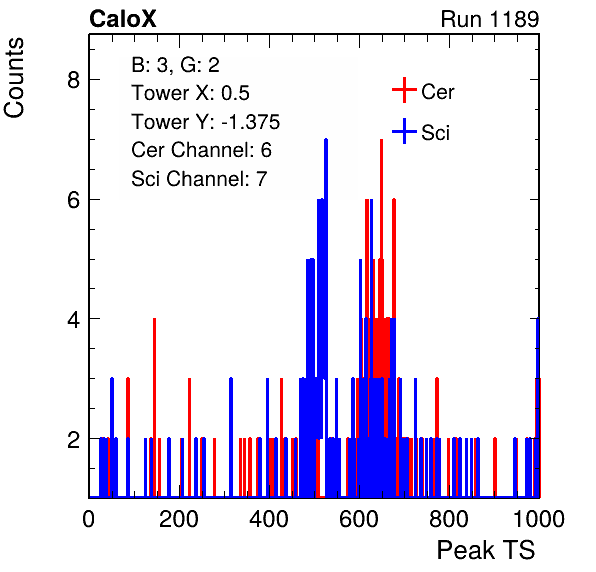 CaloX Run 1189
Counts
B: 3, G: 2
Tower X: 0.5
Tower Y: -1.375
Cer Channel: 6
Sci Channel: 7
Cer
Sci
8
6
4
2
0 200 400 600 800 1000
Peak TS